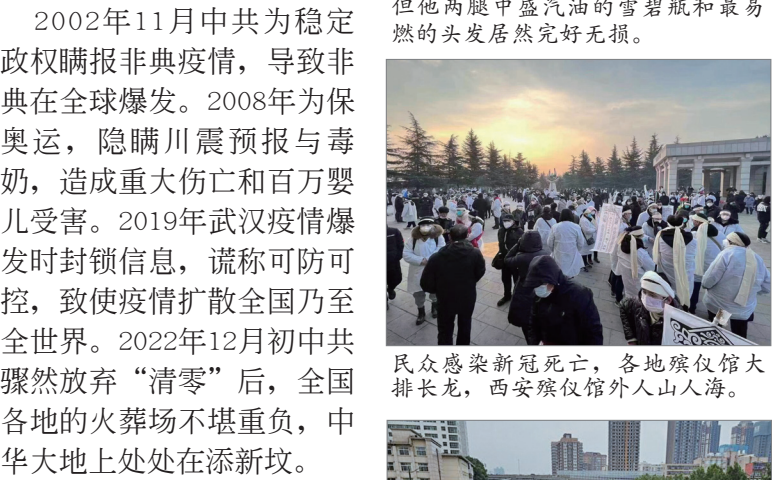 2002年11月中共为稳定
政权瞒报非典疫情，导致非
典在全球爆发。2008年为保
奥运，隐瞒川震预报与毒
奶，造成重大伤亡和百万婴
儿受害。2019年武汉疫情爆
发时封锁信息，谎称可防可
控，致使疫情扩散全国乃至
全世界。2022年12月初中共
骤然放弃“清零”后，全国
各地的火葬场不堪重负，中
华大地上处处在添新坟。
但他两腿中盛汽油的雪碧瓶和最易
燃的头发居然完好无损。
民众感染新冠死亡，各地殡仪馆大
排长龙，西安殡仪馆外人山人海。